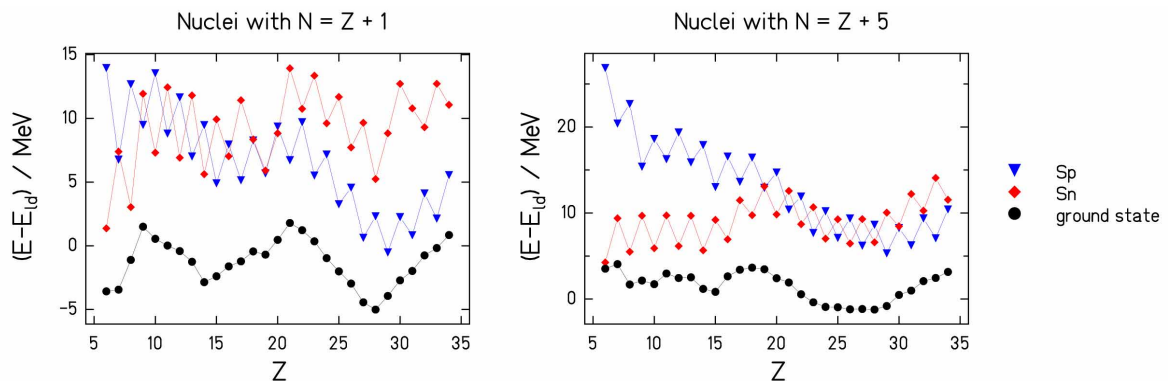 Nuclei with N = Z + 1
(E-E_ld) / MeV
15
10
5
0
-5
5
10
15
20
25
30
35
Z
Nuclei with N = Z + 5
(E-E_ld) / MeV
20
10
0
5
10
15
20
25
30
35
Z
Sp
Sn
ground state